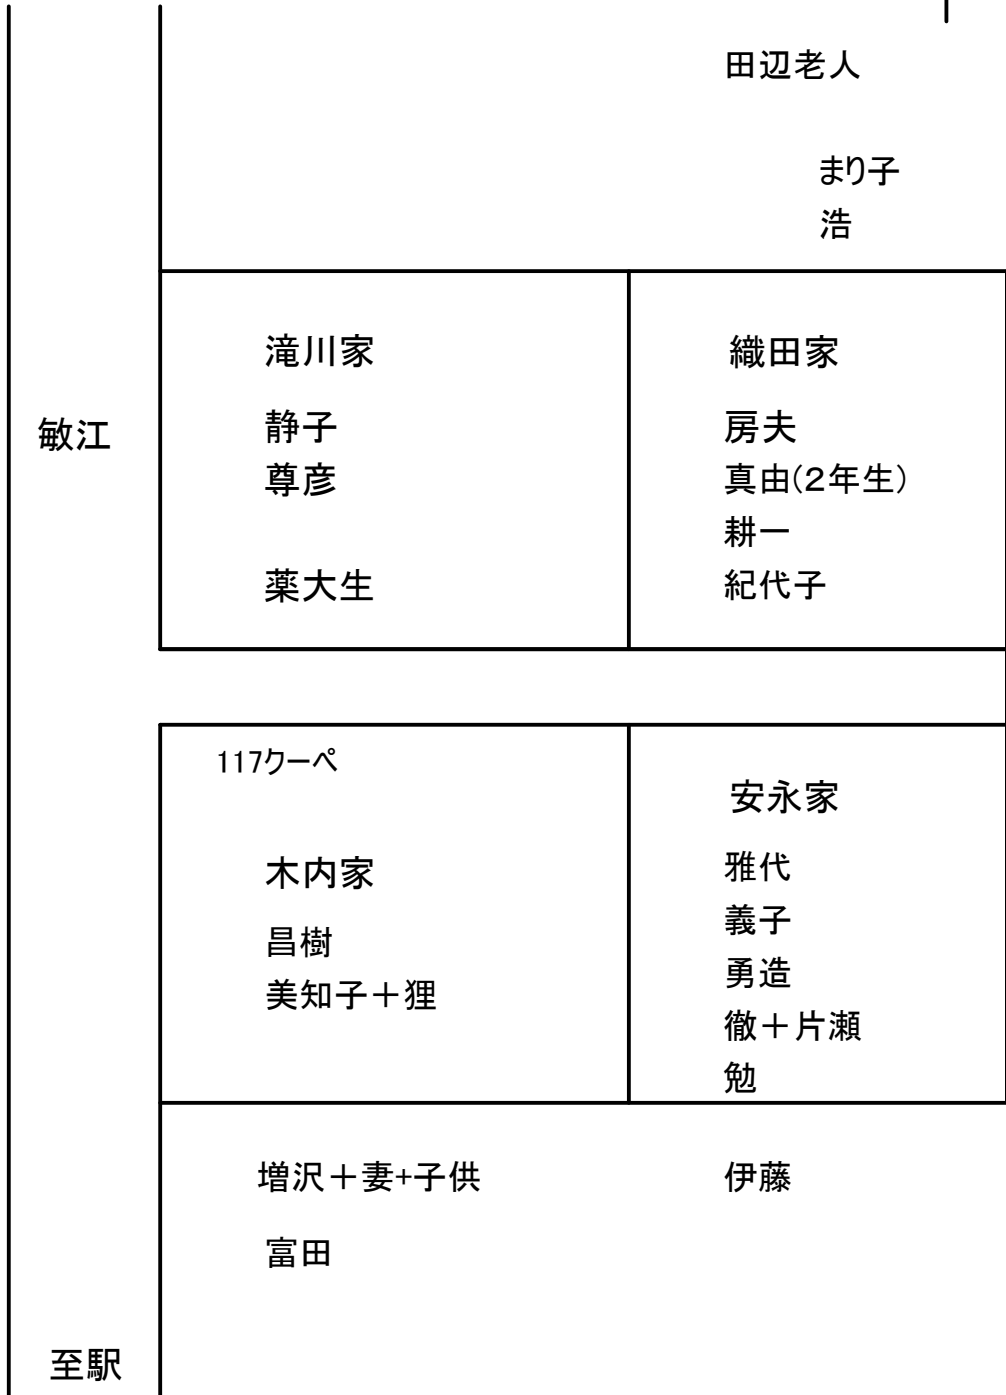 田辺老人
まり子
浩
敏江
滝川家
静子
尊彦
薬大生
織田家
房夫
真由(２年生)
耕一
紀代子
117クーペ
木内家
昌樹
美知子＋狸
安永家
雅代
義子
勇造
徹＋片瀬
勉
増沢＋妻+子供
富田
伊藤
至駅